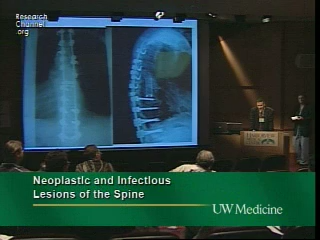 Research
Channel
.org
Neoplastic and Infectious
Lesions of the Spine
UW Medicine